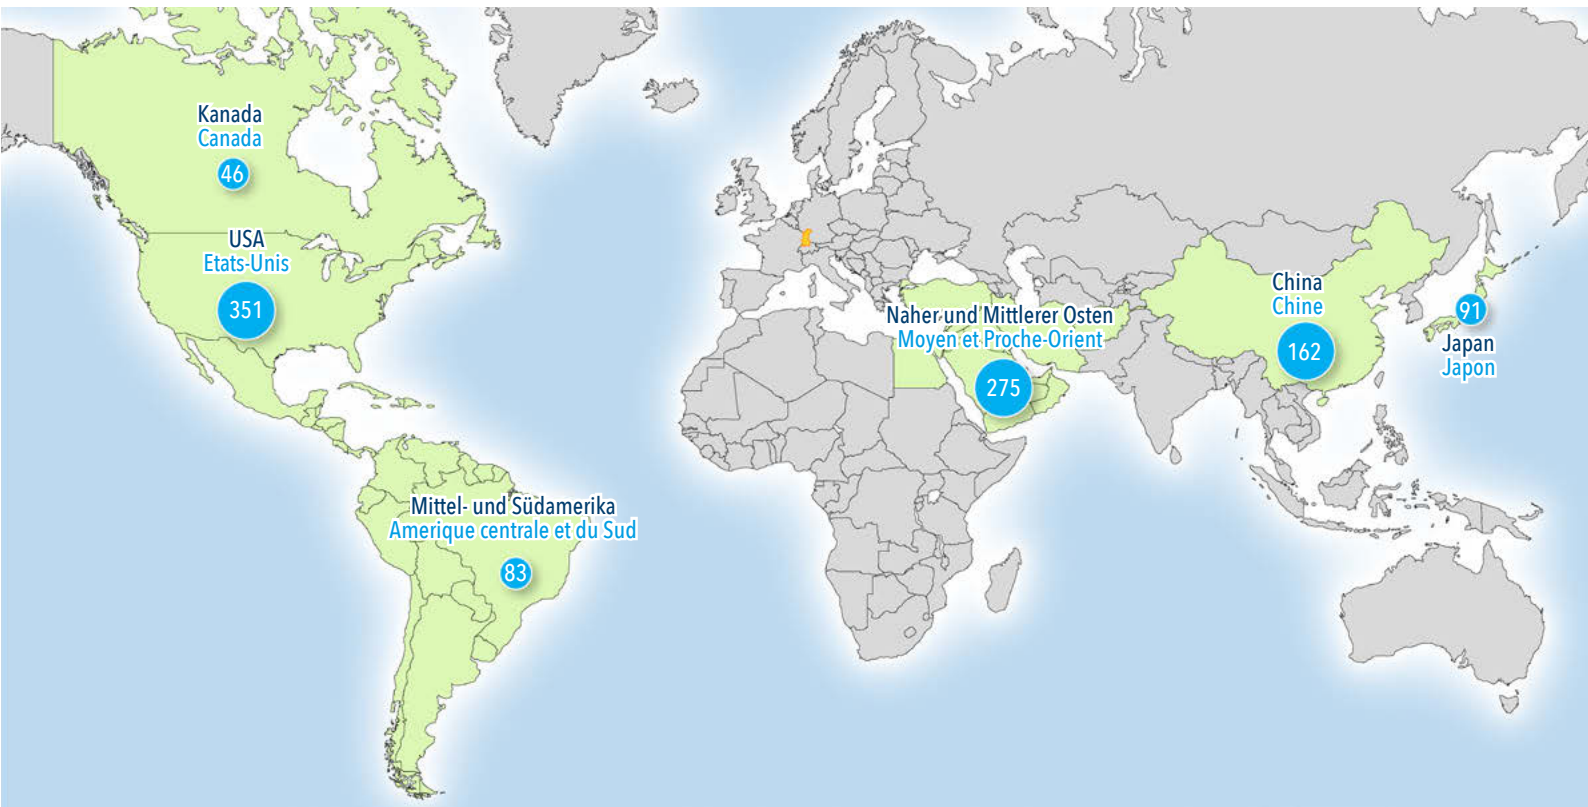 Kanada
Canada
46
USA
Etats-Unis
351
Mittel- und Südamerika
Amerique centrale et du Sud
83
Naher und Mittlerer Osten
Moyen et Proche-Orient
275
China
Chine
162
91
Japan
Japon